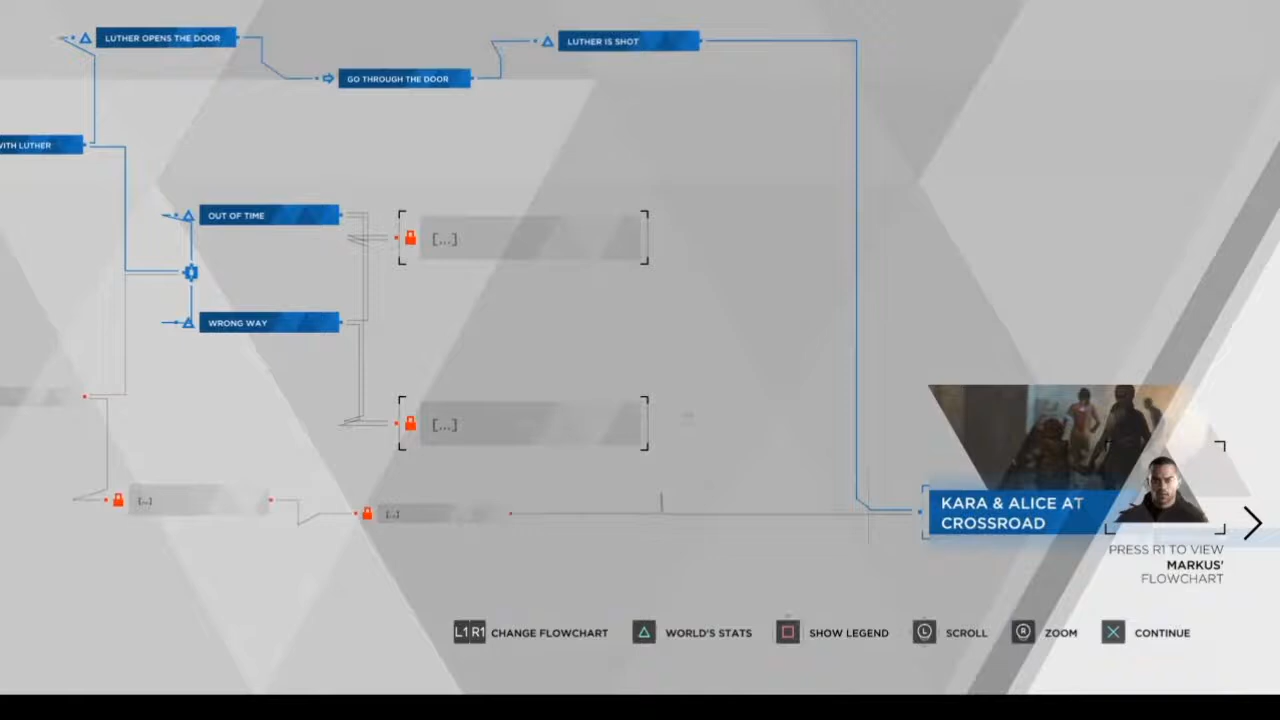 LUTHER OPENS THE DOOR
LUTHER IS SHOT
GO THROUGH THE DOOR
WITH LUTHER
OUT OF TIME
[...]
WRONG WAY
[...]
[...]
[...]
KARA & ALICE AT
CROSSROAD
PRESS R1 TO VIEW
MARKUS'
FLOWCHART
L1 R1 CHANGE FLOWCHART
WORLD'S STATS
SHOW LEGEND
L SCROLL
R ZOOM
CONTINUE